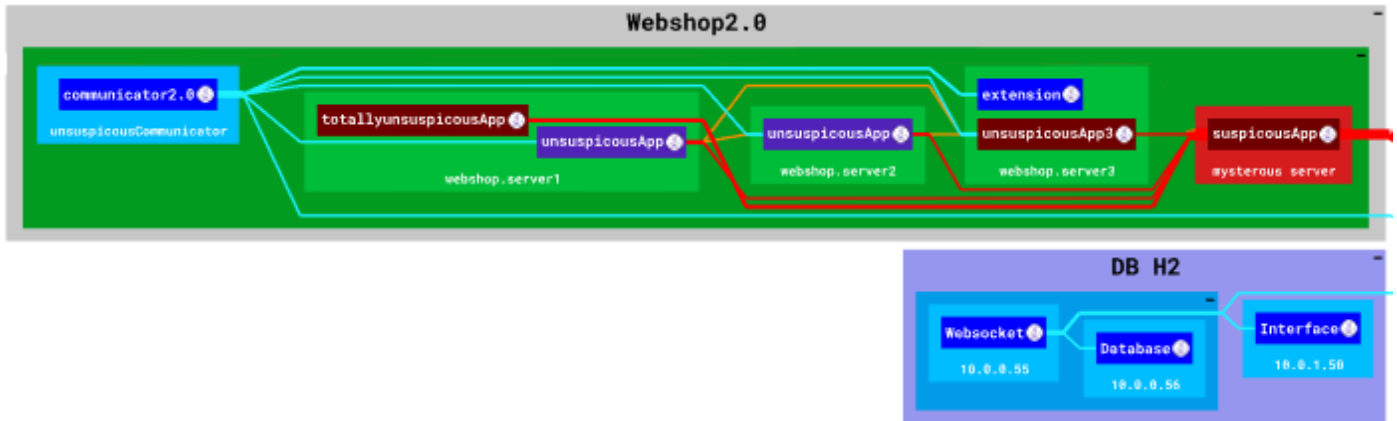 Webshop2.0
communicator2.0
unsuspicousCommunicator
totallyunsuspicousApp
unsuspicousApp
webshop.server1
unsuspicousApp
webshop.server2
extension
unsuspicousApp3
webshop.server3
suspicousApp
mysterous server
DB H2
Websocket
10.0.0.55
Database
10.0.0.56
Interface
10.0.1.50